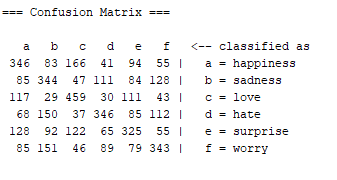 === Confusion Matrix ===
a b c d e f <-- classified as
346 83 166 41 94 55 | a = happiness
85 344 47 111 84 128 | b = sadness
117 29 459 30 111 43 | c = love
68 150 37 346 85 112 | d = hate
128 92 122 65 325 55 | e = surprise
85 151 46 89 79 343 | f = worry